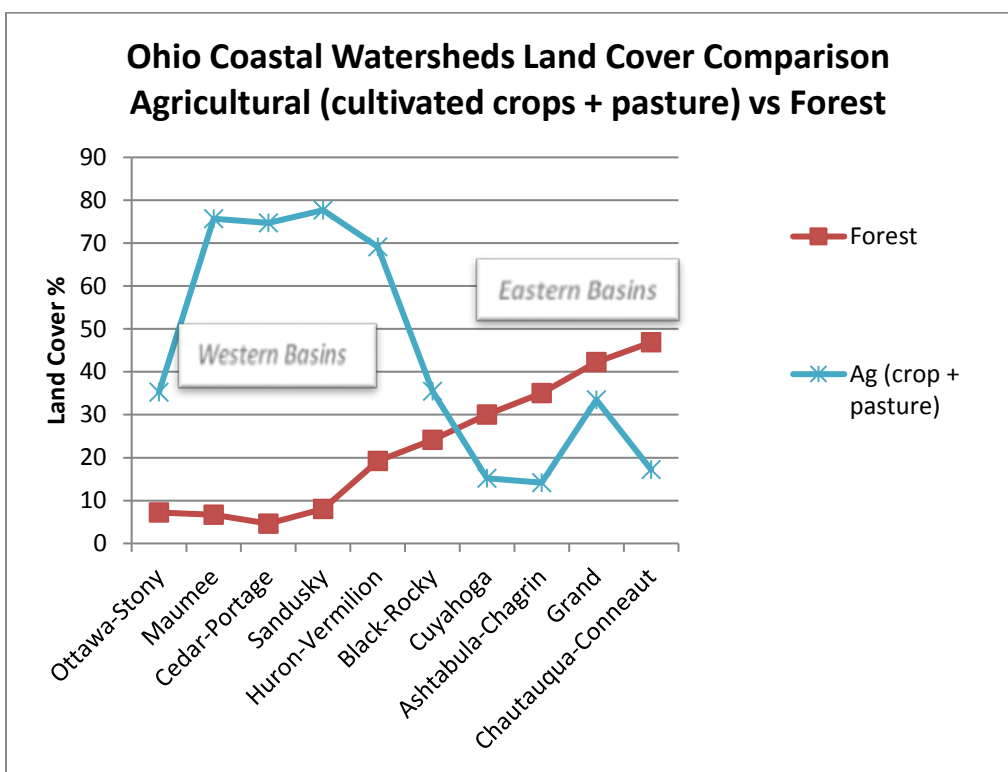 Ohio Coastal Watersheds Land Cover Comparison
Agricultural (cultivated crops + pasture) vs Forest
Land Cover %
90
80
70
60
50
40
30
20
10
0
Western Basins
Eastern Basins
Ottawa-Stony
Maumee
Cedar-Portage
Sandusky
Huron-Vermilion
Black-Rocky
Cuyahoga
Ashtabula-Chagrin
Grand
Chautauqua-Conneaut
Forest
Ag (crop +
pasture)